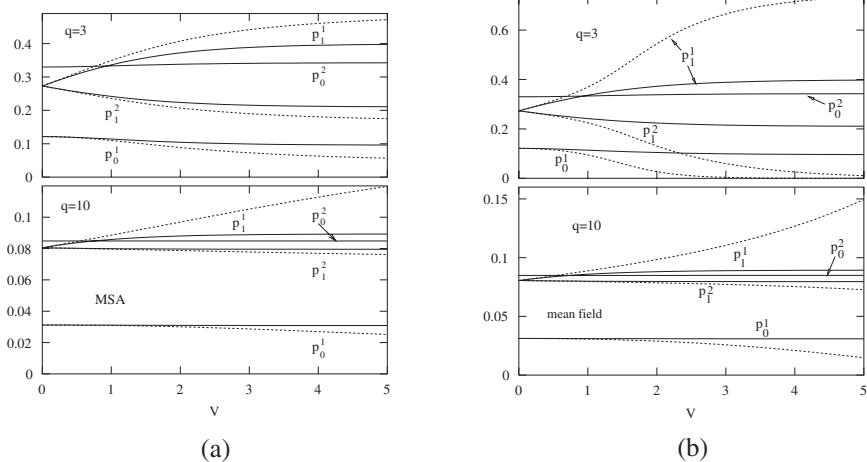 q=3
0.5
0.4
0.3
0.2
0.1
0
p_1^1
p_0^2
p_1^2
p_0^1
q=10
0.1
0.08
0.06
0.04
0.02
0
p_1^1
p_0^2
p_1^2
MSA
p_0^1
0 1 2 3 4 5
V
(a)
q=3
0.6
0.4
0.2
0
p_1^1
p_0^2
p_1^2
p_0^1
0.15
0.1
0.05
0
q=10
p_1^1
p_0^2
p_1^2
mean field
p_0^1
0 1 2 3 4 5
V
(b)